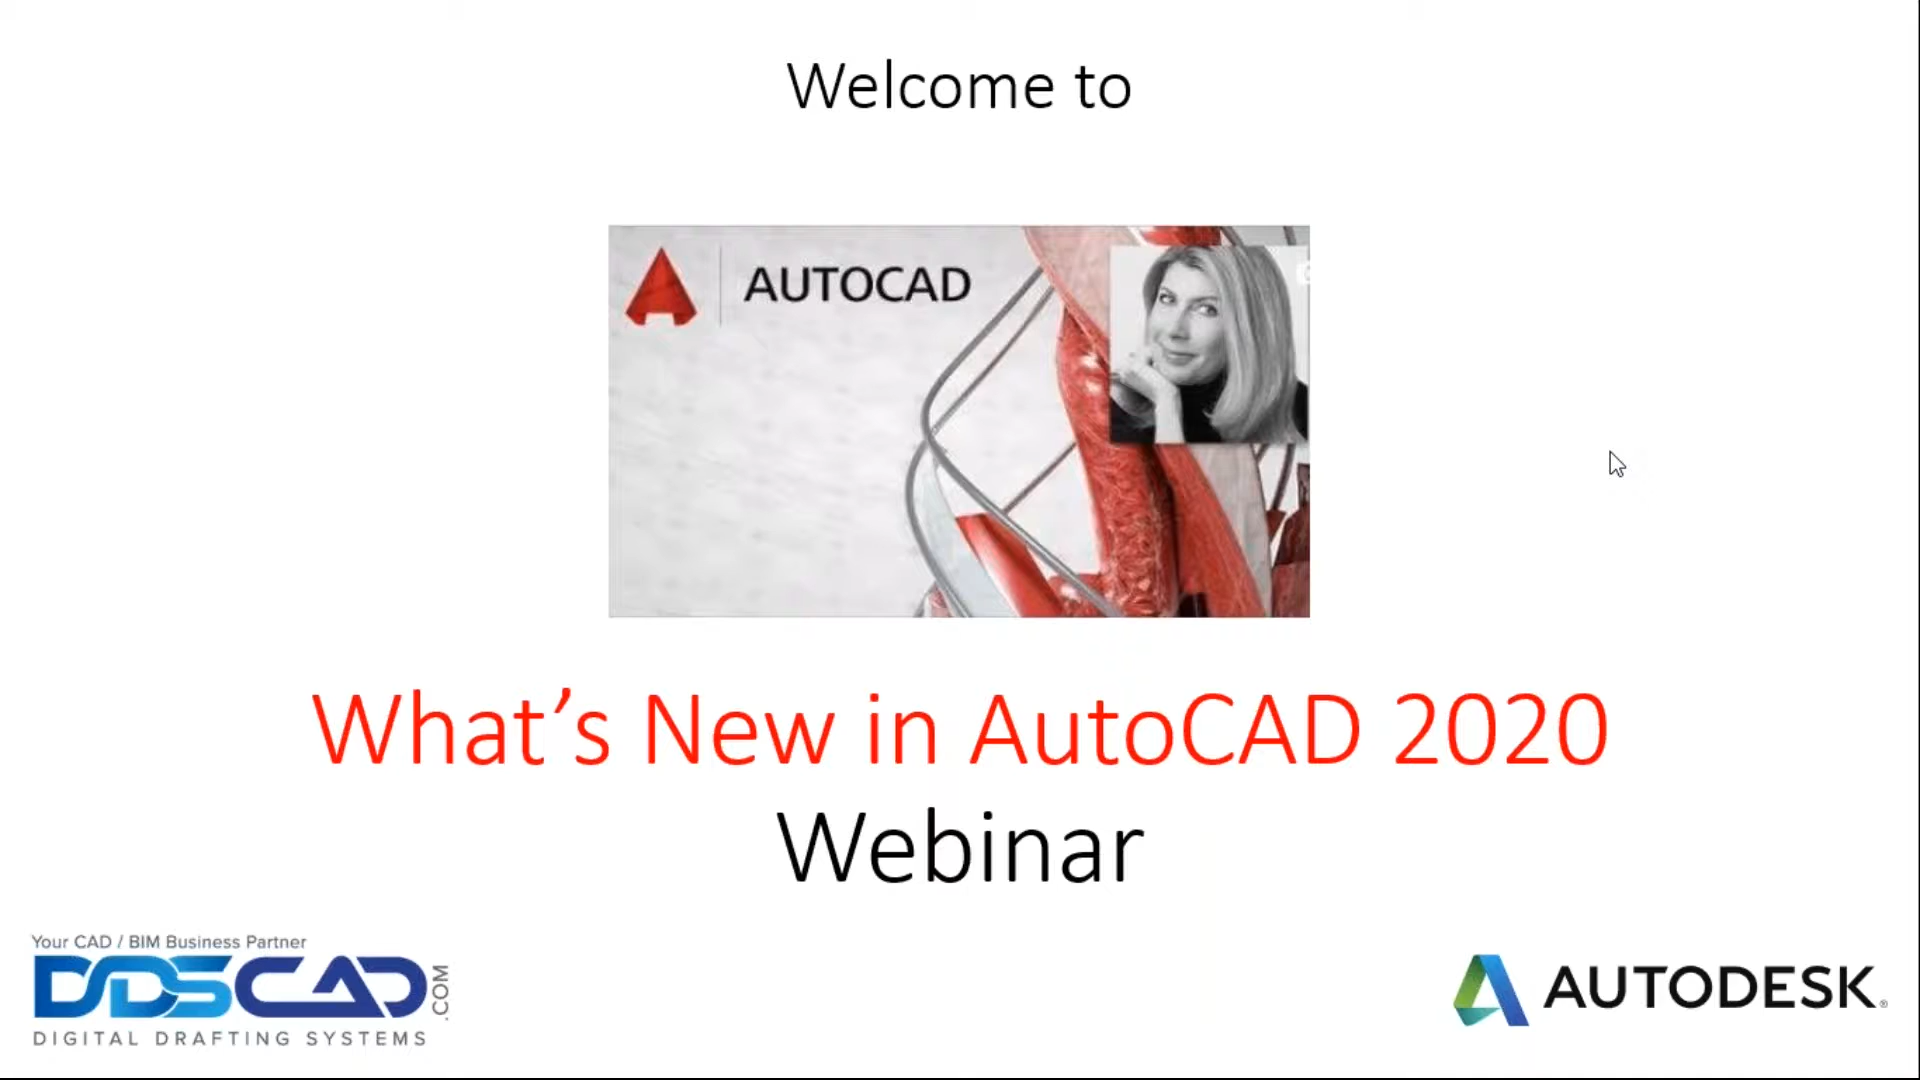 Welcome to
AUTOCAD
What's New in AutoCAD 2020
Webinar
Your CAD / BIM Business Partner
DDSCAD
.COM
DIGITAL DRAFTING SYSTEMS
AUTODESK®